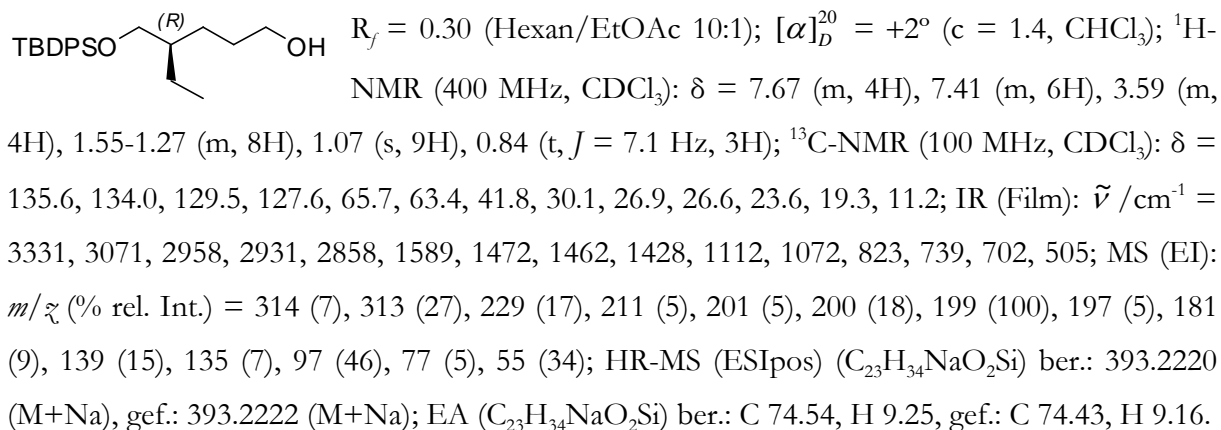 (R)
TBDPSO OH
R_f = 0.30 (Hexan/EtOAc 10:1); [α]_D^20 = +2º (c = 1.4, CHCl₃); ¹H-
NMR (400 MHz, CDCl₃): δ = 7.67 (m, 4H), 7.41 (m, 6H), 3.59 (m,
4H), 1.55-1.27 (m, 8H), 1.07 (s, 9H), 0.84 (t, J = 7.1 Hz, 3H); ¹³C-NMR (100 MHz, CDCl₃): δ =
135.6, 134.0, 129.5, 127.6, 65.7, 63.4, 41.8, 30.1, 26.9, 26.6, 23.6, 19.3, 11.2; IR (Film): ν̃ /cm⁻¹ =
3331, 3071, 2958, 2931, 2858, 1589, 1472, 1462, 1428, 1112, 1072, 823, 739, 702, 505; MS (EI):
m/z (% rel. Int.) = 314 (7), 313 (27), 229 (17), 211 (5), 201 (5), 200 (18), 199 (100), 197 (5), 181
(9), 139 (15), 135 (7), 97 (46), 77 (5), 55 (34); HR-MS (ESIpos) (C₂₃H₃₄NaO₂Si) ber.: 393.2220
(M+Na), gef.: 393.2222 (M+Na); EA (C₂₃H₃₄NaO₂Si) ber.: C 74.54, H 9.25, gef.: C 74.43, H 9.16.